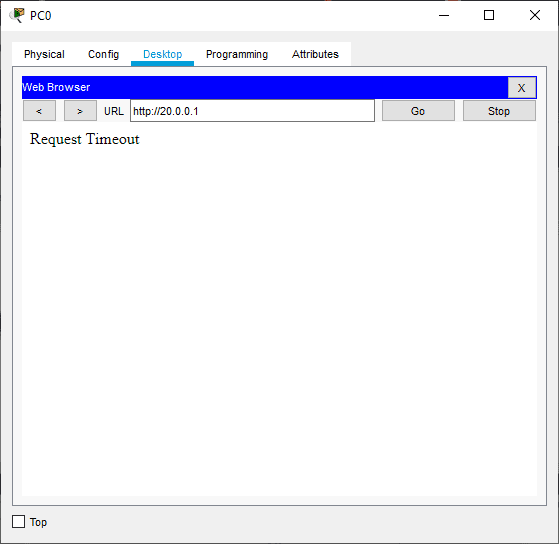 PC0
Physical Config Desktop Programming Attributes
Web Browser X
< > URL http://20.0.0.1 Go Stop
Request Timeout
Top